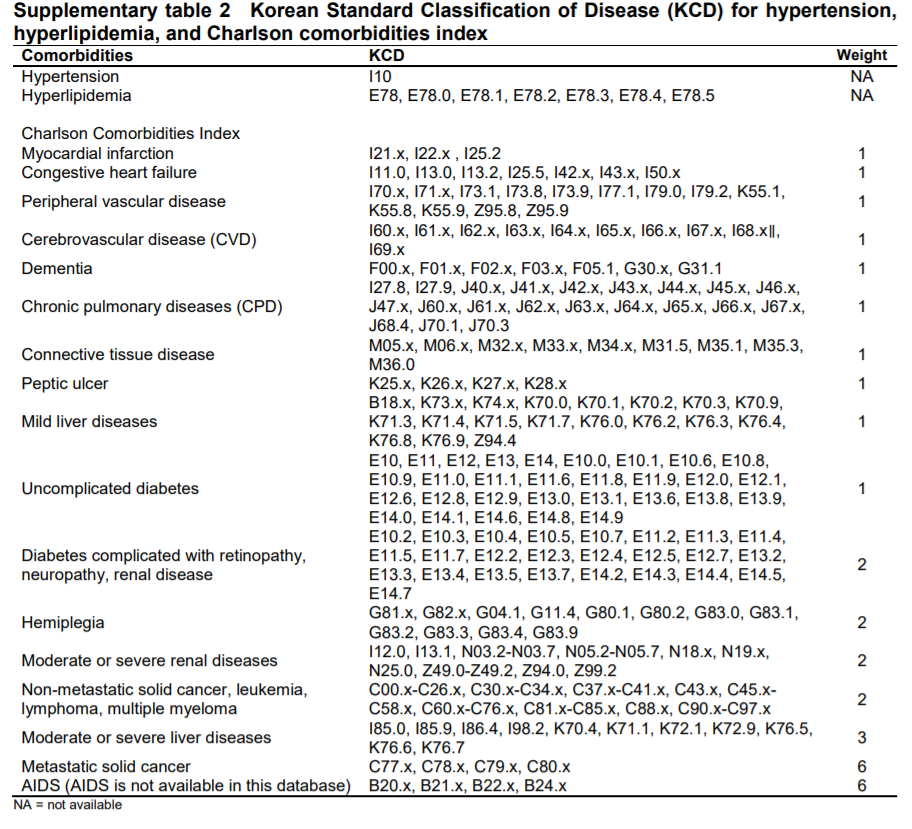 Supplementary table 2 Korean Standard Classification of Disease (KCD) for hypertension,
hyperlipidemia, and Charlson comorbidities index
Comorbidities KCD Weight
Hypertension I10 NA
Hyperlipidemia E78, E78.0, E78.1, E78.2, E78.3, E78.4, E78.5 NA
Charlson Comorbidities Index
Myocardial infarction I21.x, I22.x , I25.2 1
Congestive heart failure I11.0, I13.0, I13.2, I25.5, I42.x, I43.x, I50.x 1
Peripheral vascular disease I70.x, I71.x, I73.1, I73.8, I73.9, I77.1, I79.0, I79.2, K55.1,
K55.8, K55.9, Z95.8, Z95.9 1
Cerebrovascular disease (CVD) I60.x, I61.x, I62.x, I63.x, I64.x, I65.x, I66.x, I67.x, I68.x‖,
I69.x 1
Dementia F00.x, F01.x, F02.x, F03.x, F05.1, G30.x, G31.1 1
I27.8, I27.9, J40.x, J41.x, J42.x, J43.x, J44.x, J45.x, J46.x,
Chronic pulmonary diseases (CPD) J47.x, J60.x, J61.x, J62.x, J63.x, J64.x, J65.x, J66.x, J67.x, 1
J68.4, J70.1, J70.3
Connective tissue disease M05.x, M06.x, M32.x, M33.x, M34.x, M31.5, M35.1, M35.3,
M36.0 1
Peptic ulcer K25.x, K26.x, K27.x, K28.x 1
B18.x, K73.x, K74.x, K70.0, K70.1, K70.2, K70.3, K70.9,
Mild liver diseases K71.3, K71.4, K71.5, K71.7, K76.0, K76.2, K76.3, K76.4, 1
K76.8, K76.9, Z94.4
E10, E11, E12, E13, E14, E10.0, E10.1, E10.6, E10.8,
E10.9, E11.0, E11.1, E11.6, E11.8, E11.9, E12.0, E12.1,
Uncomplicated diabetes E12.6, E12.8, E12.9, E13.0, E13.1, E13.6, E13.8, E13.9, 1
E14.0, E14.1, E14.6, E14.8, E14.9
E10.2, E10.3, E10.4, E10.5, E10.7, E11.2, E11.3, E11.4,
Diabetes complicated with retinopathy, E11.5, E11.7, E12.2, E12.3, E12.4, E12.5, E12.7, E13.2, 2
neuropathy, renal disease E13.3, E13.4, E13.5, E13.7, E14.2, E14.3, E14.4, E14.5,
E14.7
Hemiplegia G81.x, G82.x, G04.1, G11.4, G80.1, G80.2, G83.0, G83.1,
G83.2, G83.3, G83.4, G83.9 2
Moderate or severe renal diseases I12.0, I13.1, N03.2-N03.7, N05.2-N05.7, N18.x, N19.x,
N25.0, Z49.0-Z49.2, Z94.0, Z99.2 2
Non-metastatic solid cancer, leukemia, C00.x-C26.x, C30.x-C34.x, C37.x-C41.x, C43.x, C45.x-
lymphoma, multiple myeloma C58.x, C60.x-C76.x, C81.x-C85.x, C88.x, C90.x-C97.x 2
Moderate or severe liver diseases I85.0, I85.9, I86.4, I98.2, K70.4, K71.1, K72.1, K72.9, K76.5,
K76.6, K76.7 3
Metastatic solid cancer C77.x, C78.x, C79.x, C80.x 6
AIDS (AIDS is not available in this database) B20.x, B21.x, B22.x, B24.x 6
NA = not available